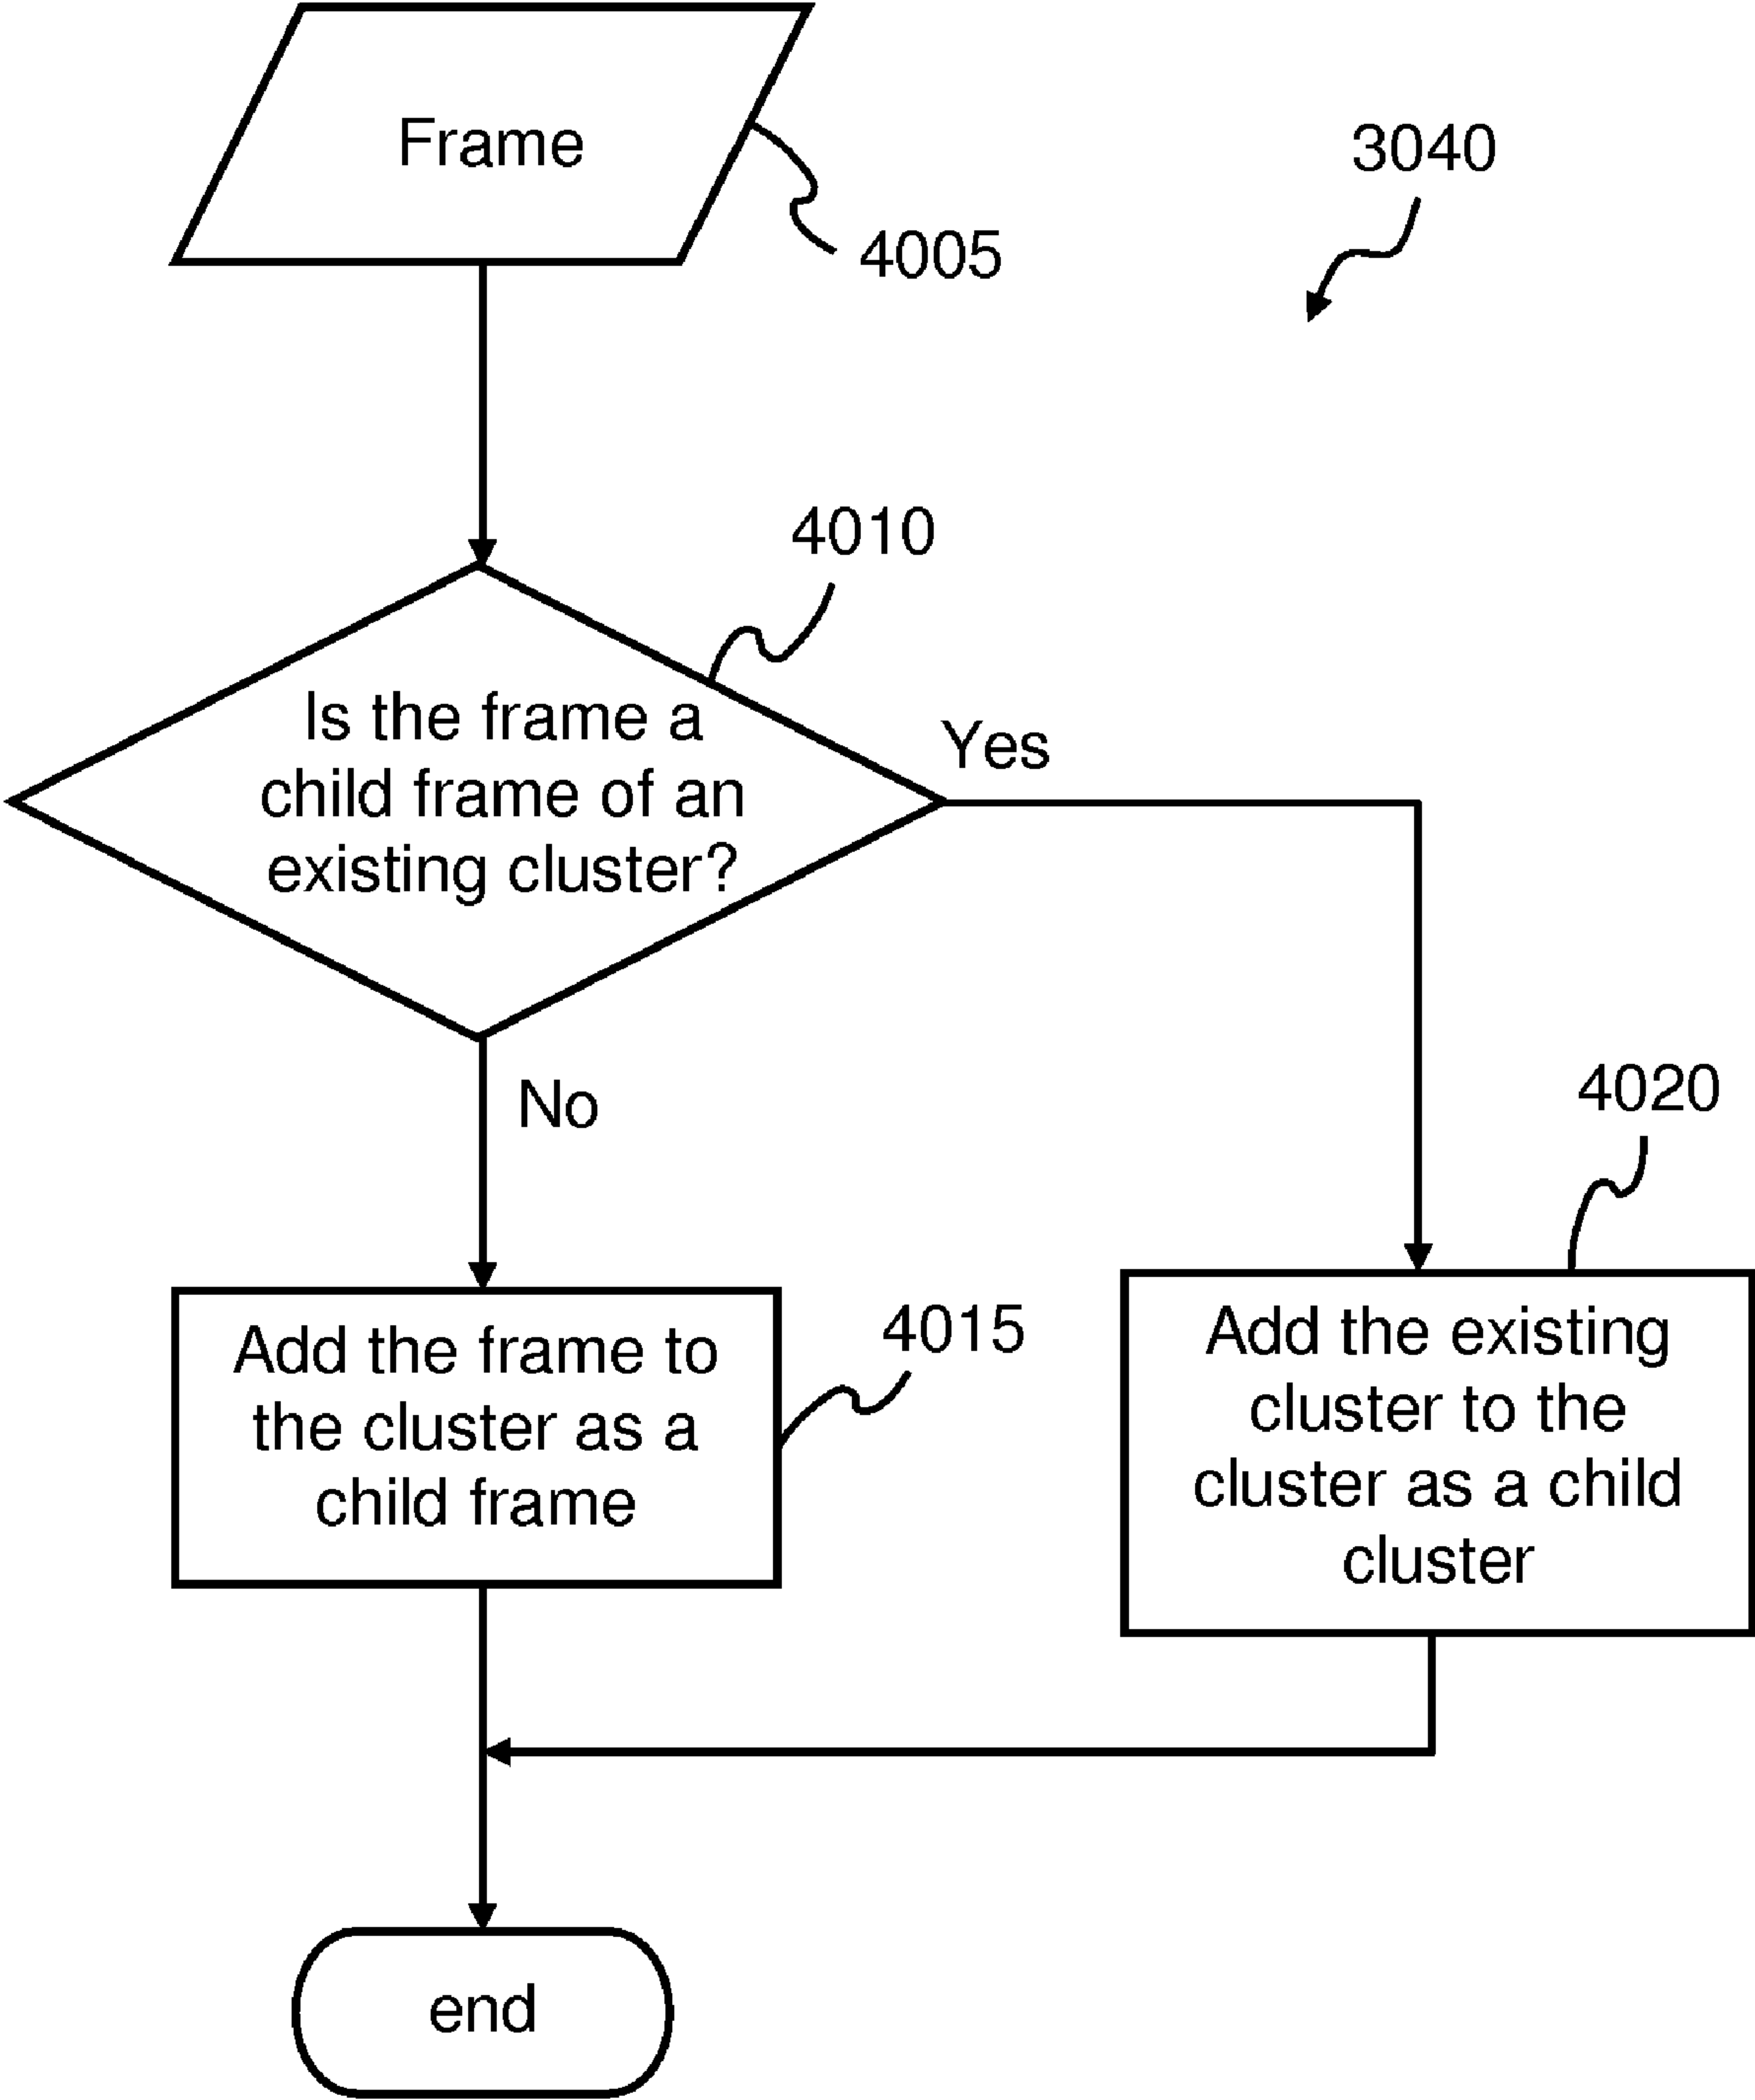 Frame
3040
4005
4010
Is the frame a
child frame of an
existing cluster?
Yes
No
4020
4015
Add the frame to
the cluster as a
child frame
Add the existing
cluster to the
cluster as a child
cluster
end